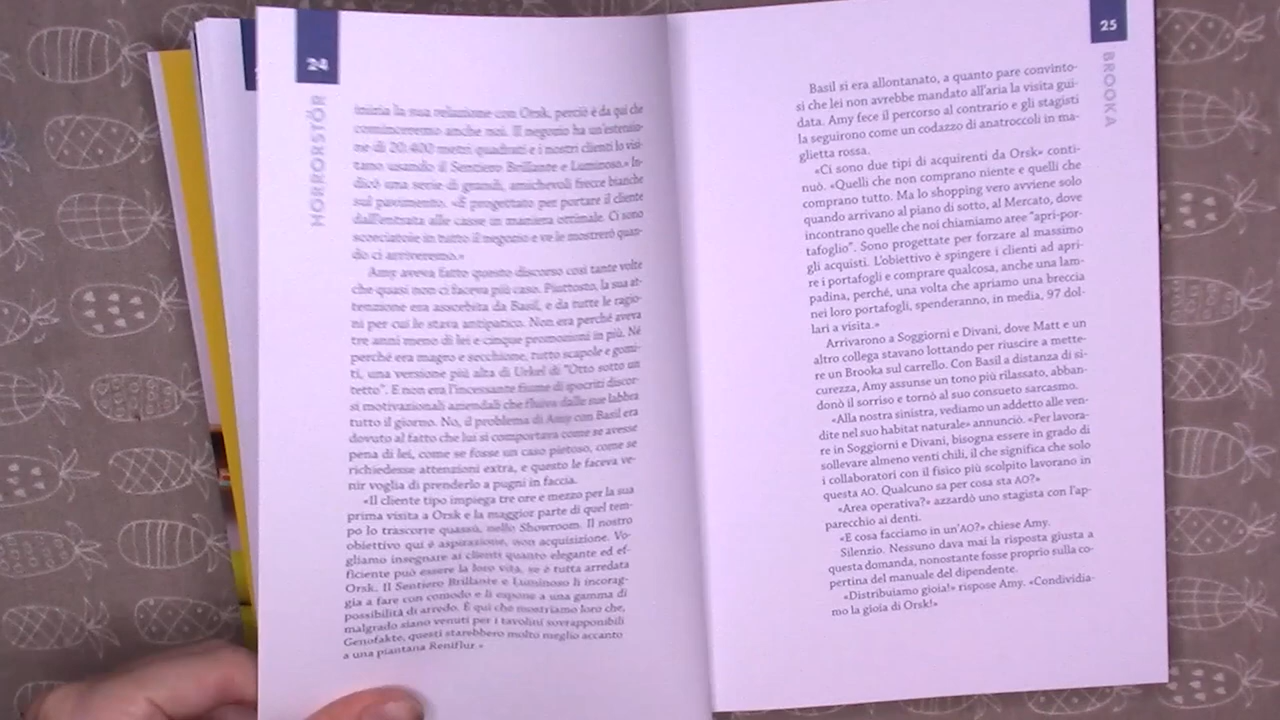 24
HORRORSTÖR
inizia la sua relazione con Orsk, perciò è da qui che
cominceremo anche noi. Il negozio ha un'estensio-
ne di 20.400 metri quadrati e i nostri clienti lo visi-
tano usando il Sentiero Brillante e Luminoso.» In-
dicò una serie di grandi, amichevoli frecce bianche
sul pavimento. «È progettato per portare il cliente
dall'entrata alle casse in maniera ottimale. Ci sono
scorciatoie in tutto il negozio e ve le mostrerò quan-
do ci arriveremo.»
Amy aveva fatto questo discorso così tante volte
che quasi non ci faceva più caso. Piuttosto, la sua at-
tenzione era assorbita da Basil, e da tutte le ragio-
ni per cui le stava antipatico. Non era perché aveva
tre anni meno di lei e cinque promozioni in più. Né
perché era magro e secchione, tutto scapole e gomi-
ti, una versione più alta di Urkel di "Otto sotto un
tetto". E non era l'incessante fiume di ipocriti discor-
si motivazionali aziendali che fluiva dalle sue labbra
tutto il giorno. No, il problema di Amy con Basil era
dovuto al fatto che lui si comportava come se avesse
pena di lei, come se fosse un caso pietoso, come se
richiedesse attenzioni extra, e questo le faceva ve-
nir voglia di prenderlo a pugni in faccia.
«Il cliente tipo impiega tre ore e mezzo per la sua
prima visita a Orsk e la maggior parte di quel tem-
po lo trascorre quassù, nello Showroom. Il nostro
obiettivo qui è aspirazione, non acquisizione. Vo-
gliamo insegnare ai clienti quanto elegante ed ef-
ficiente può essere la loro vita, se è tutta arredata
Orsk. Il Sentiero Brillante e Luminoso li incorag-
gia a fare con comodo e li espone a una gamma di
possibilità di arredo. È qui che mostriamo loro che,
malgrado siano venuti per i tavolini sovrapponibili
Genofakte, questi starebbero molto meglio accanto
a una piantana Reniflur.»
25
BROOKA
Basil si era allontanato, a quanto pare convinto-
si che lei non avrebbe mandato all'aria la visita gui-
data. Amy fece il percorso al contrario e gli stagisti
la seguirono come un codazzo di anatroccoli in ma-
glietta rossa.
«Ci sono due tipi di acquirenti da Orsk» conti-
nuò. «Quelli che non comprano niente e quelli che
comprano tutto. Ma lo shopping vero avviene solo
quando arrivano al piano di sotto, al Mercato, dove
incontrano quelle che noi chiamiamo aree "apri-por-
tafoglio". Sono progettate per forzare al massimo
gli acquisti. L'obiettivo è spingere i clienti ad apri-
re i portafogli e comprare qualcosa, anche una lam-
padina, perché, una volta che apriamo una breccia
nei loro portafogli, spenderanno, in media, 97 dol-
lari a visita.»
Arrivarono a Soggiorni e Divani, dove Matt e un
altro collega stavano lottando per riuscire a mette-
re un Brooka sul carrello. Con Basil a distanza di si-
curezza, Amy assunse un tono più rilassato, abban-
donò il sorriso e tornò al suo consueto sarcasmo.
«Alla nostra sinistra, vediamo un addetto alle ven-
dite nel suo habitat naturale» annunciò. «Per lavora-
re in Soggiorni e Divani, bisogna essere in grado di
sollevare almeno venti chili, il che significa che solo
i collaboratori con il fisico più scolpito lavorano in
questa AO. Qualcuno sa per cosa sta AO?»
«Area operativa?» azzardò uno stagista con l'ap-
parecchio ai denti.
«E cosa facciamo in un'AO?» chiese Amy.
Silenzio. Nessuno dava mai la risposta giusta a
questa domanda, nonostante fosse proprio sulla co-
pertina del manuale del dipendente.
«Distribuiamo gioia!» rispose Amy. «Condividia-
mo la gioia di Orsk!»